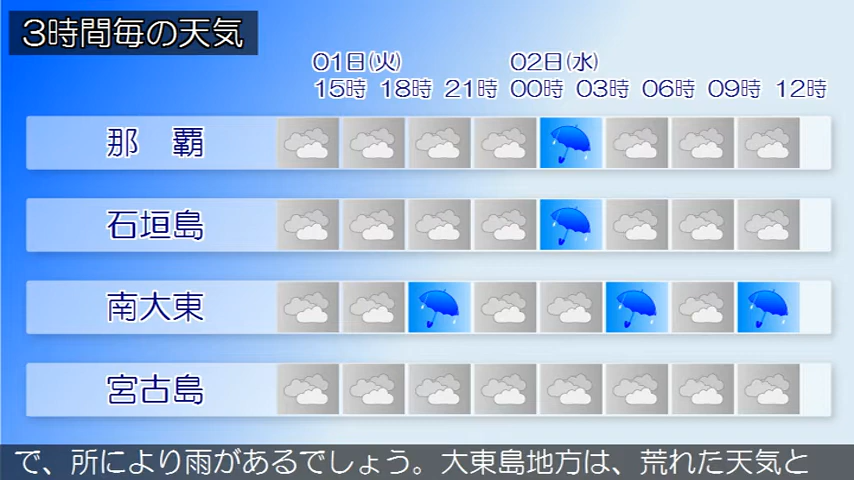 3時間毎の天気
01日(火) 02日(水)
15時 18時 21時 00時 03時 06時 09時 12時
那 覇
石垣島
南大東
宮古島
で、所により雨があるでしょう。大東島地方は、荒れた天気と